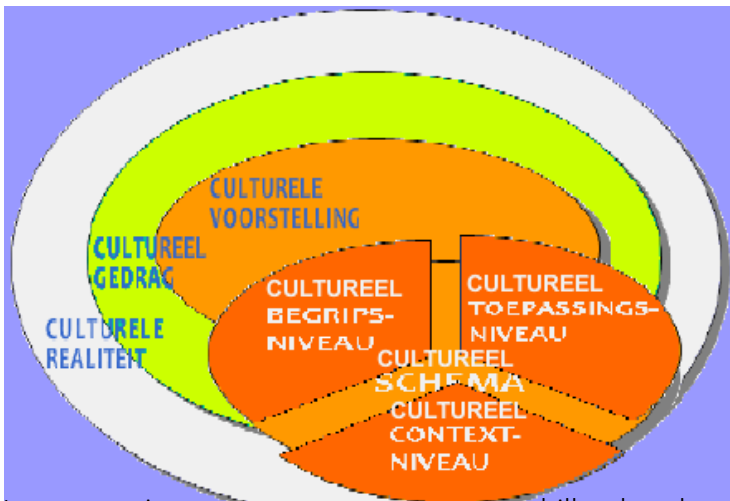 CULTURELE
VOORSTELLING
CULTUREEL
GEDRAG
CULTURELE
REALITEIT
CULTUREEL
BEGRIPS-
NIVEAU
CULTUREEL
TOEPASSINGS-
NIVEAU
CULTUREEL
SCHEMA
CULTUREEL
CONTEXT-
NIVEAU